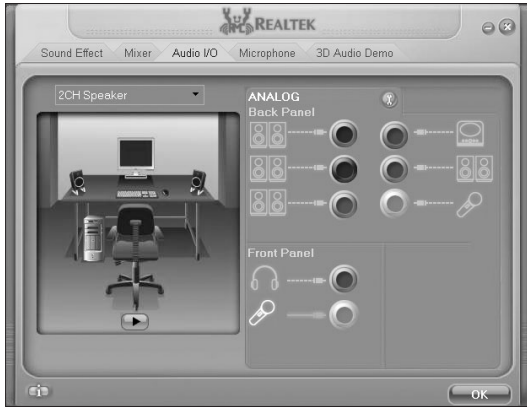 REALTEK
Sound Effect Mixer Audio I/O Microphone 3D Audio Demo
2CH Speaker
ANALOG
Back Panel
Front Panel
OK